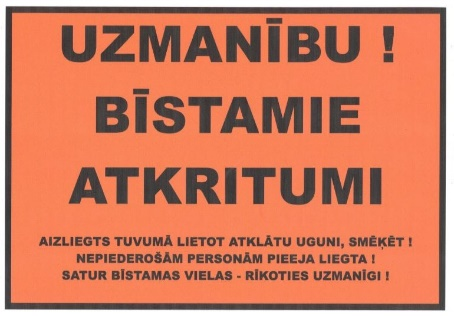 UZMANĪBU !
BĪSTAMIE
ATKRITUMI
AIZLIEGTS TUVUMĀ LIETOT ATKLĀTU UGUNI, SMĒĶĒT !
NEPIEDEROŠĀM PERSONĀM PIEEJA LIEGTA !
SATUR BĪSTAMAS VIELAS - RĪKOTIES UZMANĪGI !